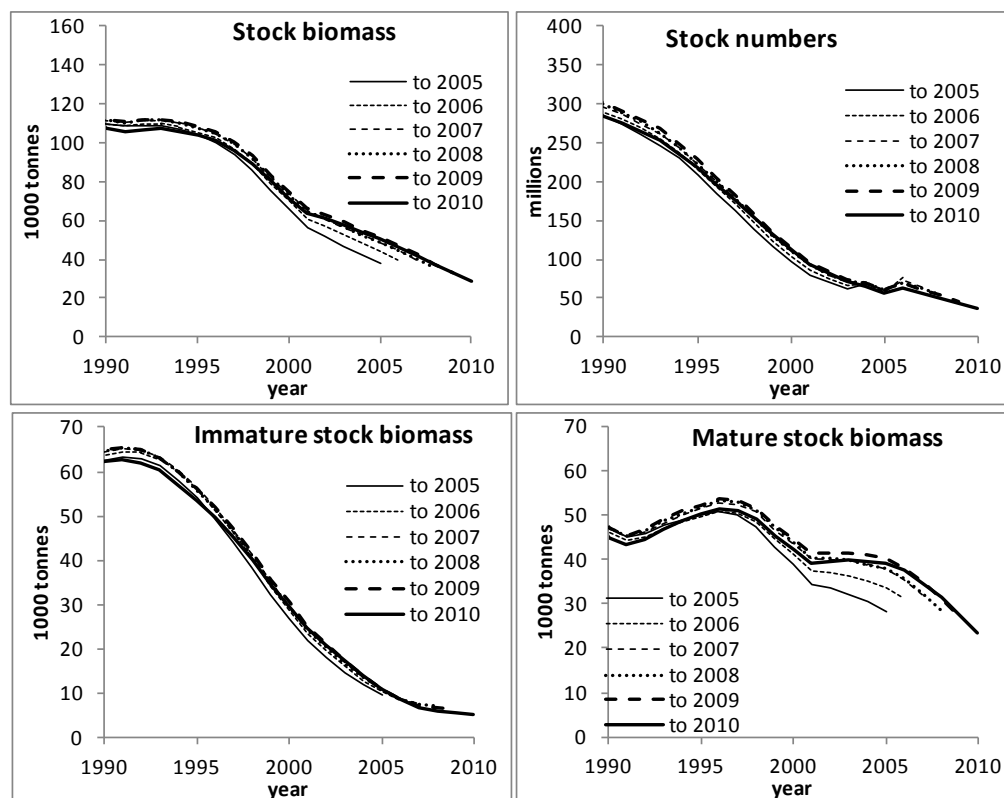 Stock biomass
160
140
120
100
80
60
40
20
0
1000 tonnes
to 2005
to 2006
to 2007
to 2008
to 2009
to 2010
1990 1995 2000 2005 2010
year
Stock numbers
400
350
300
250
200
150
100
50
0
millions
to 2005
to 2006
to 2007
to 2008
to 2009
to 2010
1990 1995 2000 2005 2010
year
Immature stock biomass
70
60
50
40
30
20
10
0
1000 tonnes
to 2005
to 2006
to 2007
to 2008
to 2009
to 2010
1990 1995 2000 2005 2010
year
Mature stock biomass
70
60
50
40
30
20
10
0
1000 tonnes
to 2005
to 2006
to 2007
to 2008
to 2009
to 2010
1990 1995 2000 2005 2010
year